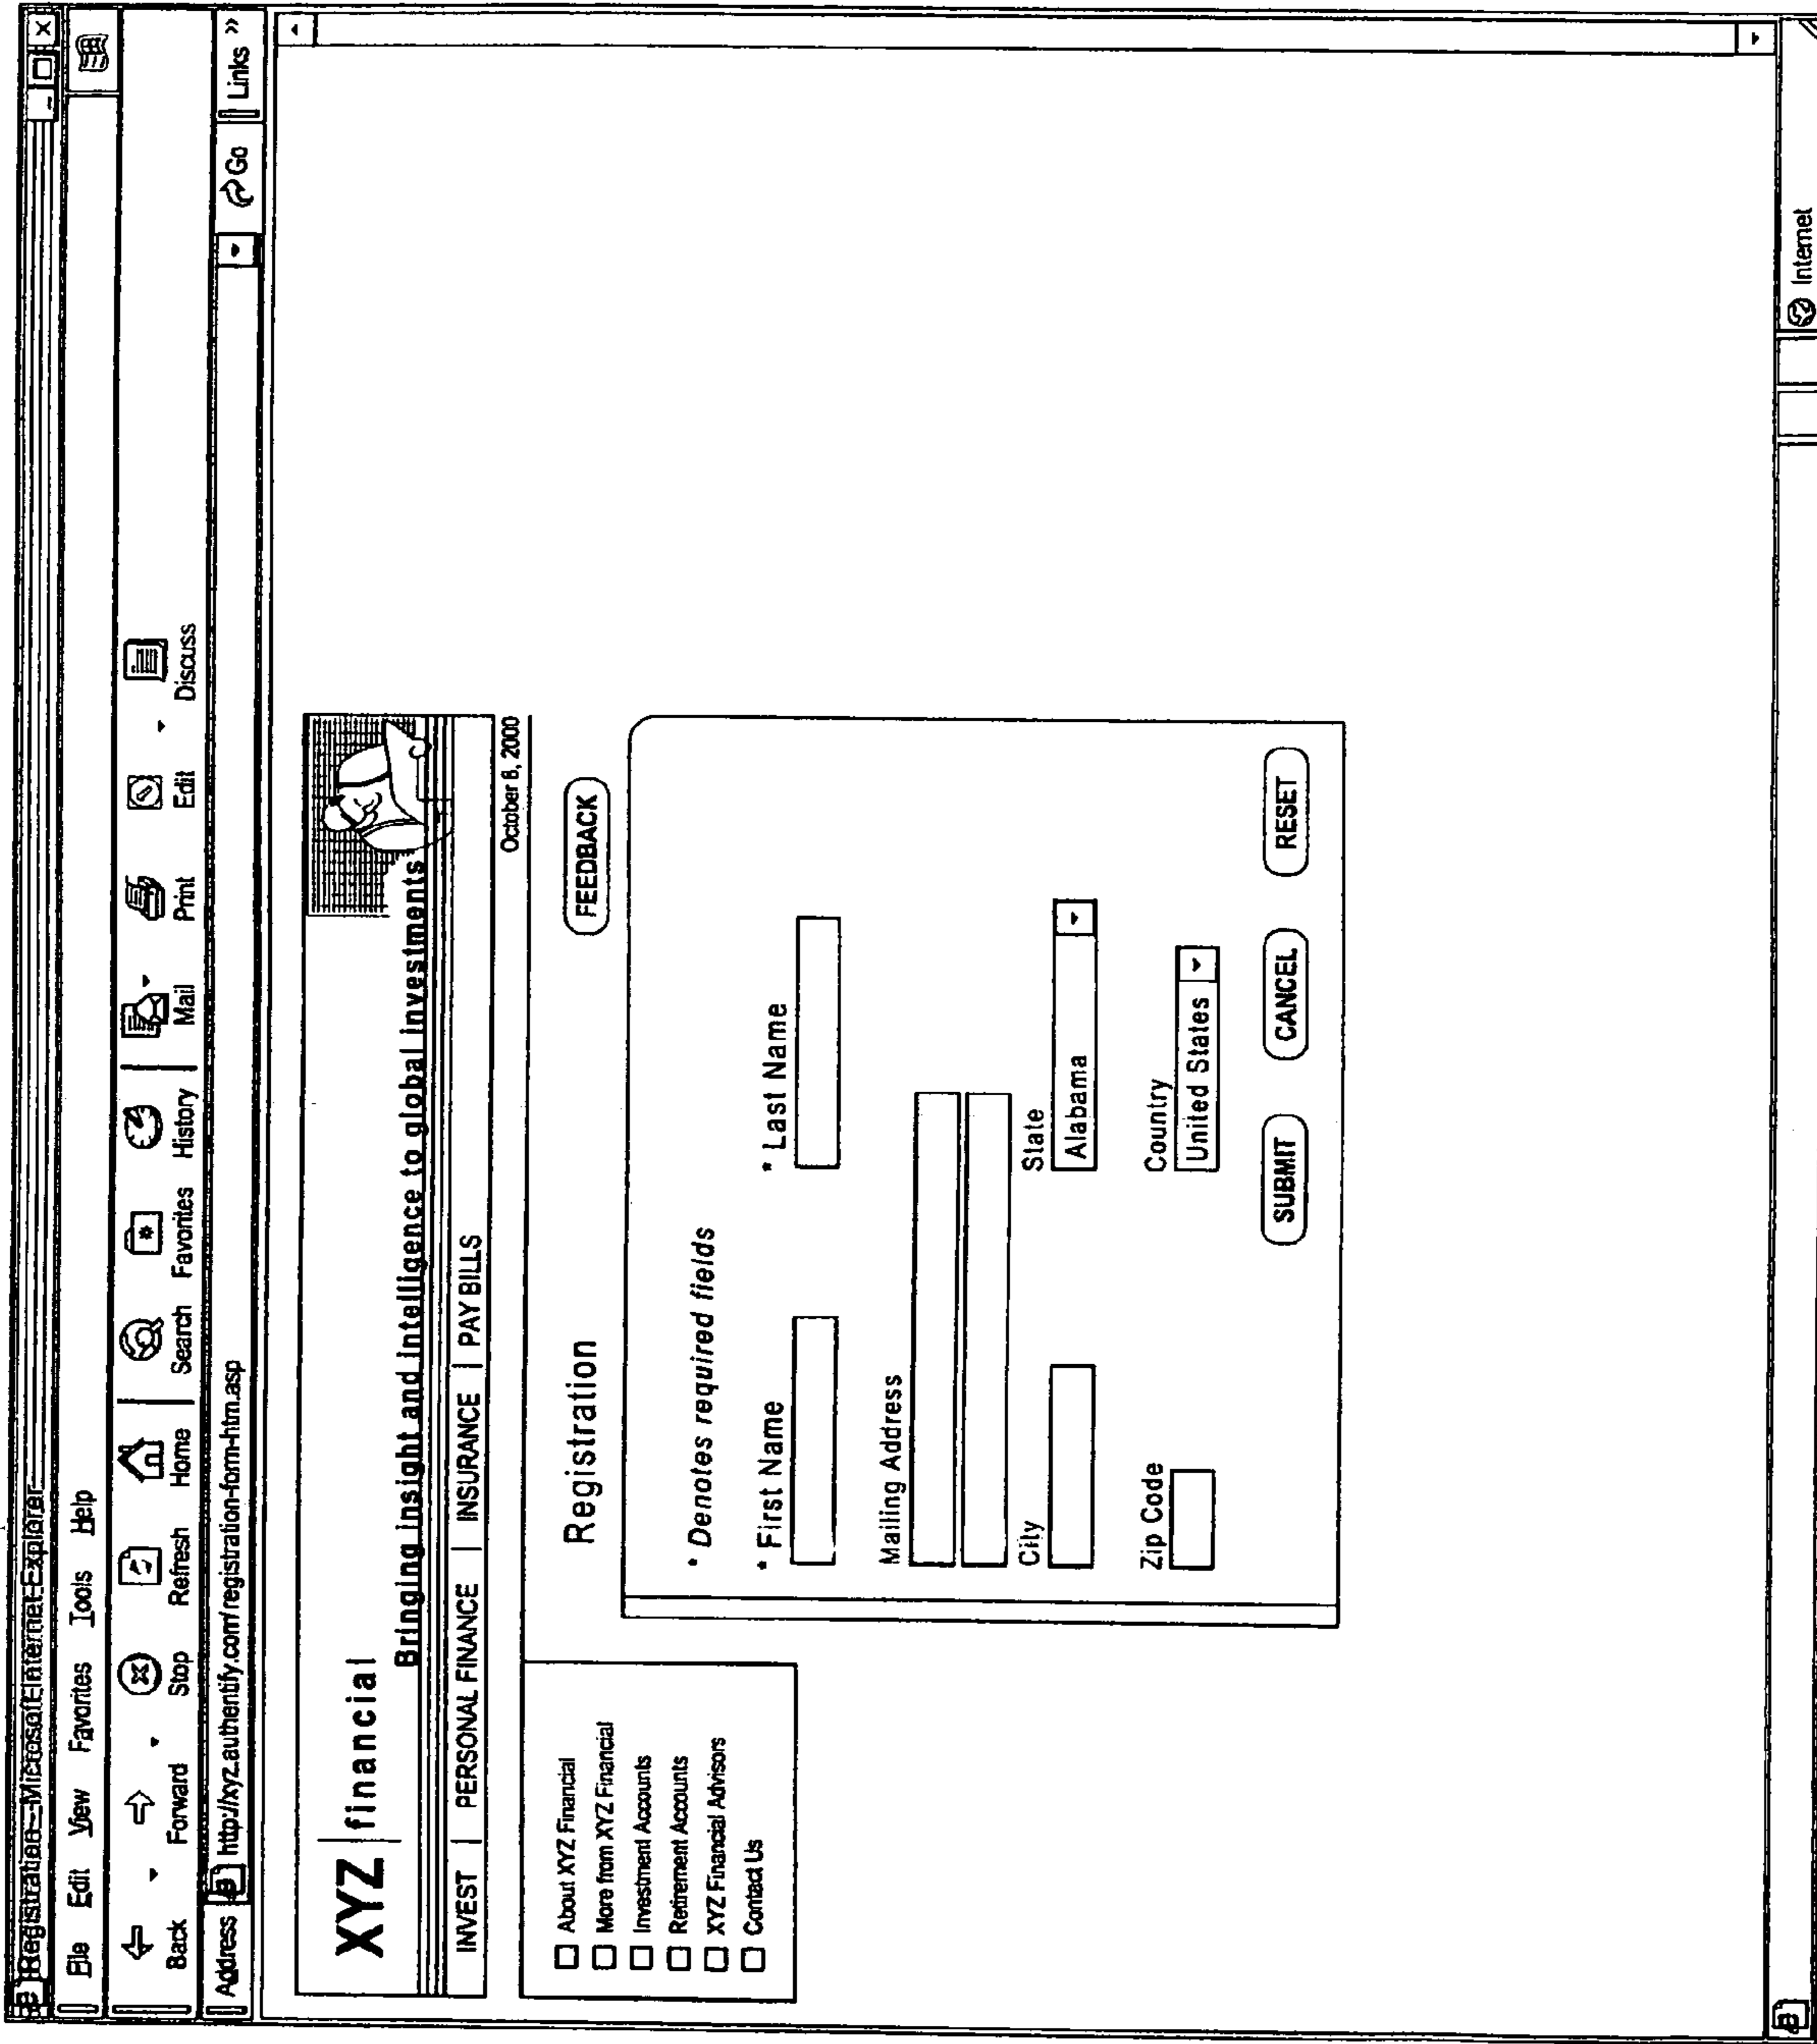 Registration - Microsoft Internet Explorer
File Edit View Favorites Tools Help
Back Forward Stop Refresh Home Search Favorites History Mail Print Edit Discuss
Address http://xyz.authentify.com/registration-form-htm.asp Go Links »
XYZ financial
Bringing insight and intelligence to global investments
INVEST | PERSONAL FINANCE | INSURANCE | PAY BILLS
October 6, 2000
About XYZ Financial
More from XYZ Financial
Investment Accounts
Retirement Accounts
XYZ Financial Advisors
Contact Us
Registration FEEDBACK
* Denotes required fields
* First Name * Last Name
Mailing Address
City State
Alabama
Zip Code Country
United States
SUBMIT CANCEL RESET
Internet